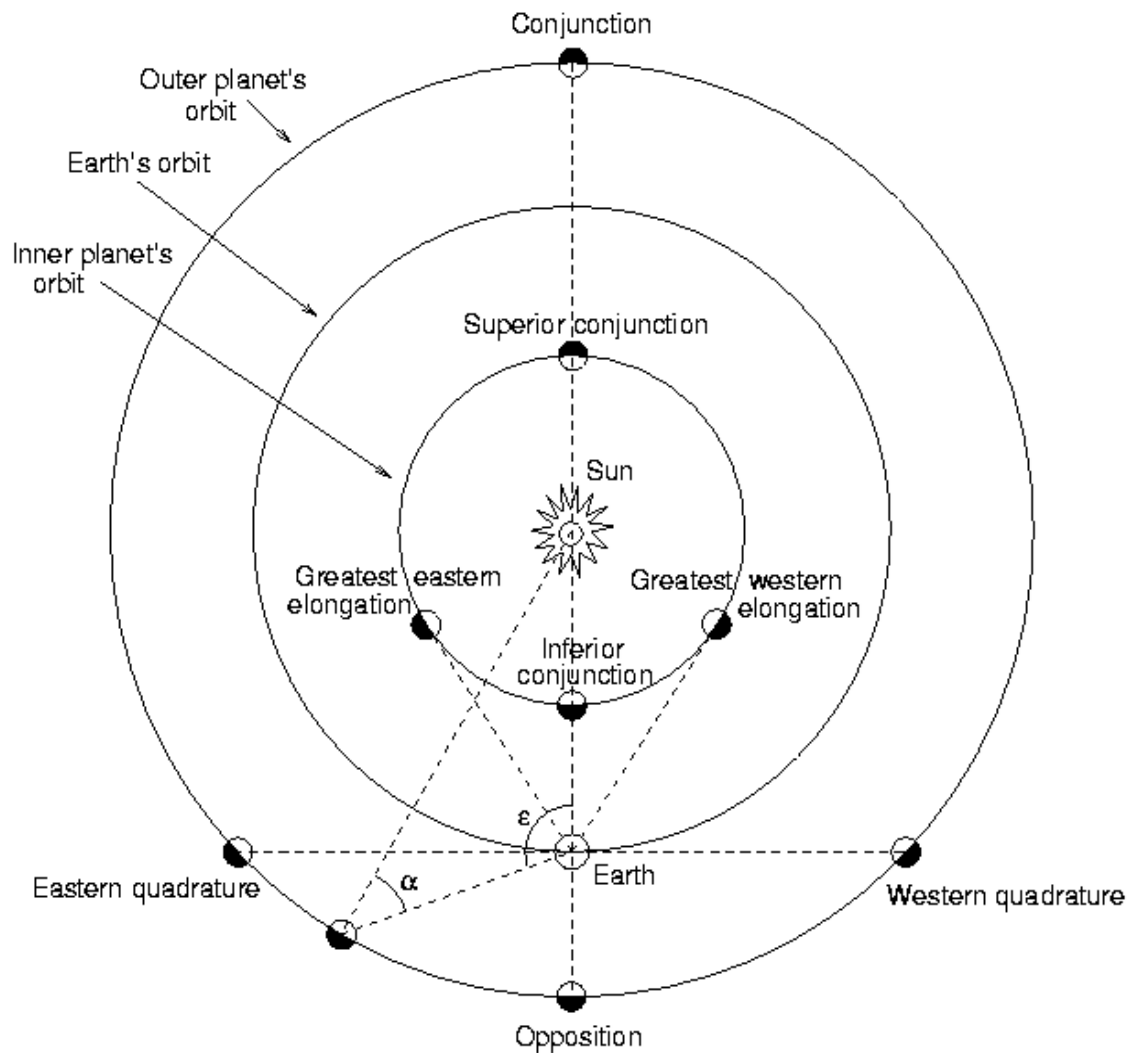 Conjunction
Outer planet's
orbit
Earth's orbit
Inner planet's
orbit
Superior conjunction
Sun
Greatest eastern
elongation
Greatest western
elongation
Inferior
conjunction
ε
Earth
Eastern quadrature
α
Western quadrature
Opposition